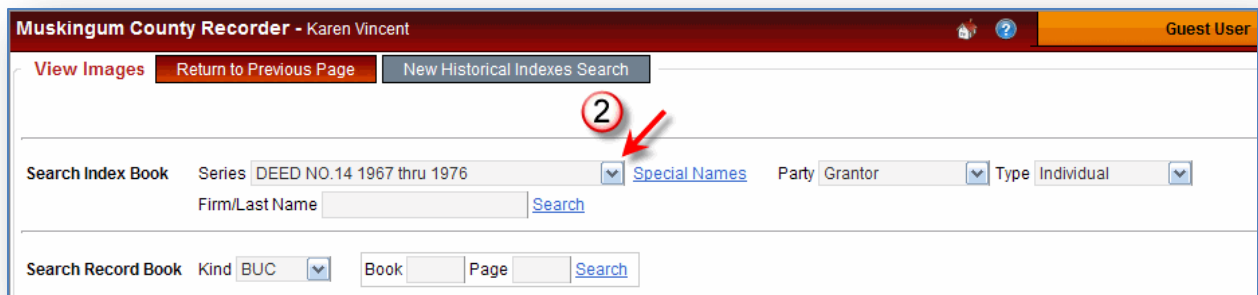 Muskingum County Recorder - Karen Vincent ? Guest User
View Images Return to Previous Page New Historical Indexes Search
2
Search Index Book Series DEED NO.14 1967 thru 1976 Special Names Party Grantor Type Individual
Firm/Last Name Search
Search Record Book Kind BUC Book Page Search